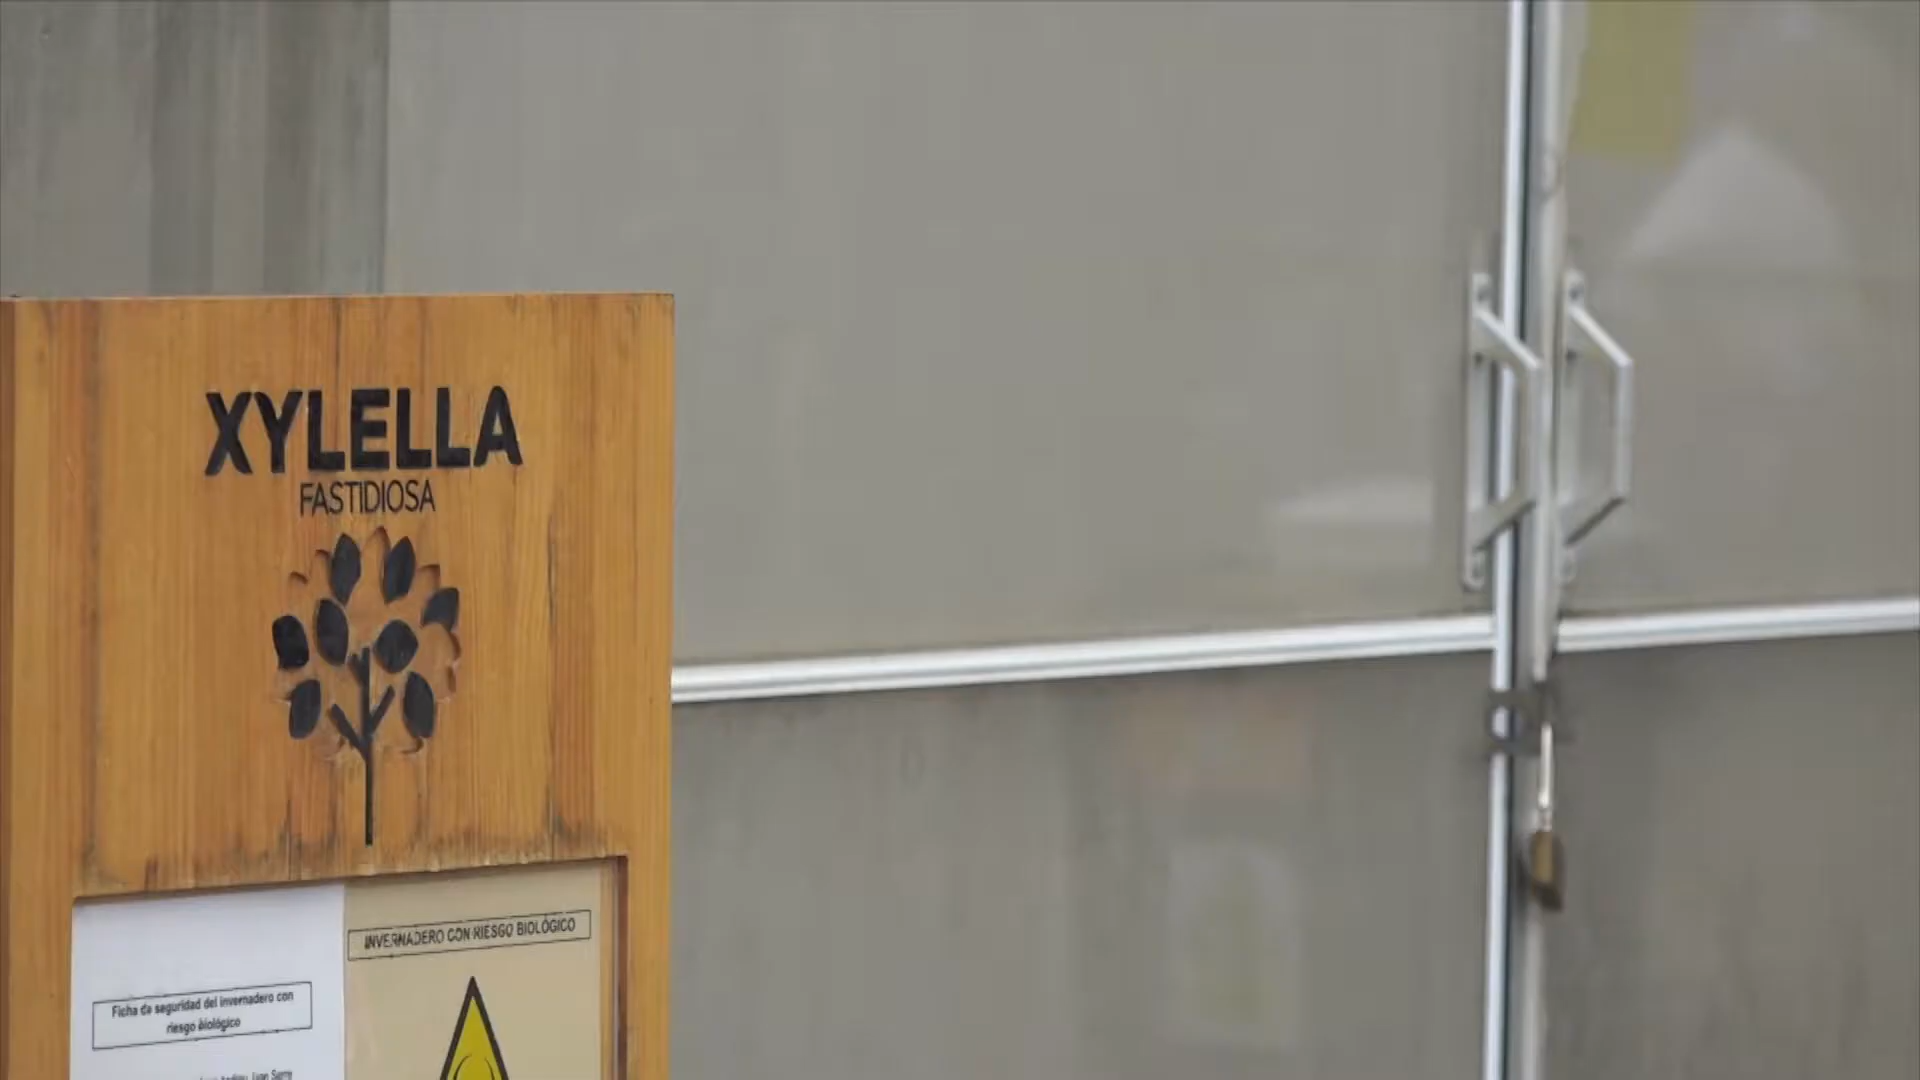 XYLELLA
FASTIDIOSA
INVERNADERO CON RIESGO BIOLÓGICO
Ficha de seguridad del invernadero con
riesgo biológico